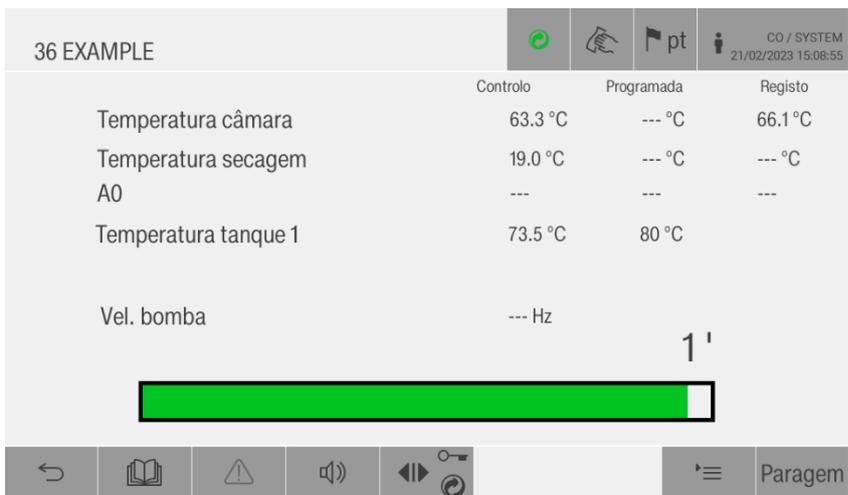 36 EXAMPLE
pt
CO / SYSTEM
21/02/2023 15:08:55
Controlo Programada Registo
Temperatura câmara 63.3 °C --- °C 66.1 °C
Temperatura secagem 19.0 °C --- °C --- °C
A0 --- --- ---
Temperatura tanque 1 73.5 °C 80 °C
Vel. bomba --- Hz
1 '
Paragem